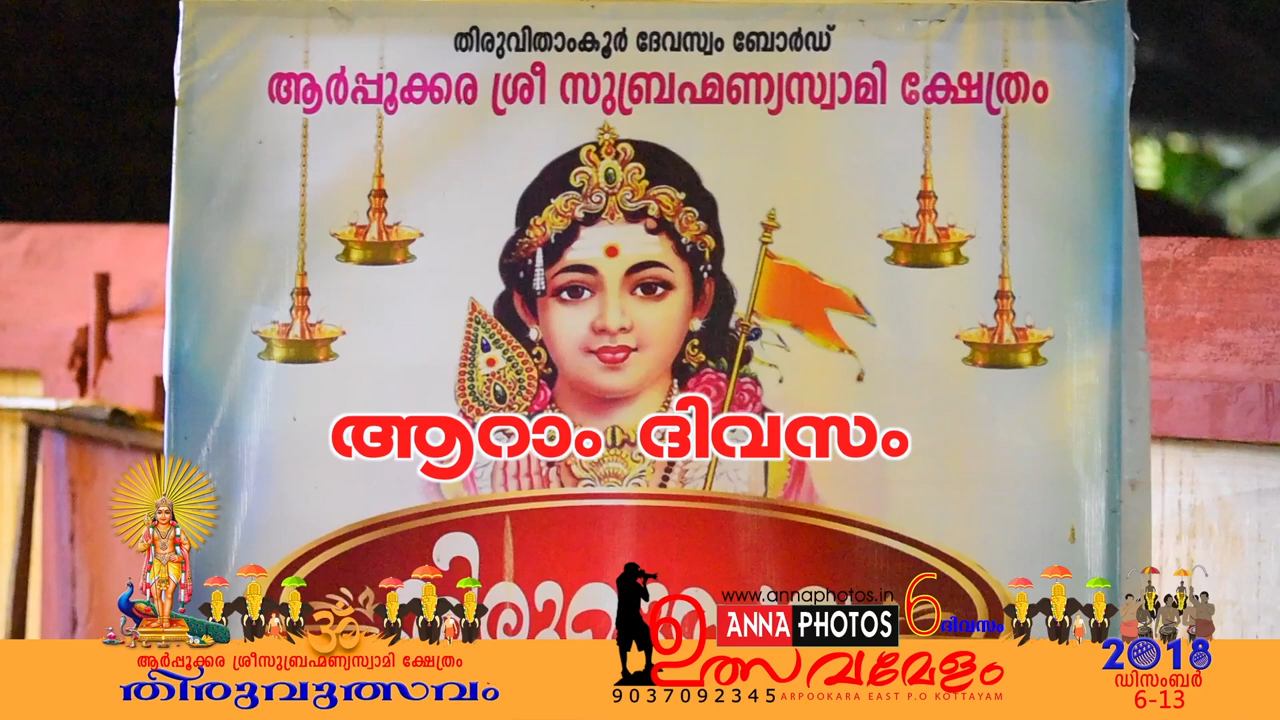 തിരുവിതാംകൂർ ദേവസ്വം ബോർഡ്
ആർപ്പൂക്കര ശ്രീ സുബ്രഹ്മണ്യസ്വാമി ക്ഷേത്രം
ആറാം ദിവസം
www.annaphotos.in
ANNA PHOTOS
6 ദിവസം
ഉത്സവമേളം
9037092345 ARPOOKARA EAST P.O KOTTAYAM
ആർപ്പൂക്കര ശ്രീസുബ്രഹ്മണ്യസ്വാമി ക്ഷേത്രം
തിരുവുത്സവം
2018
ഡിസംബർ
6-13